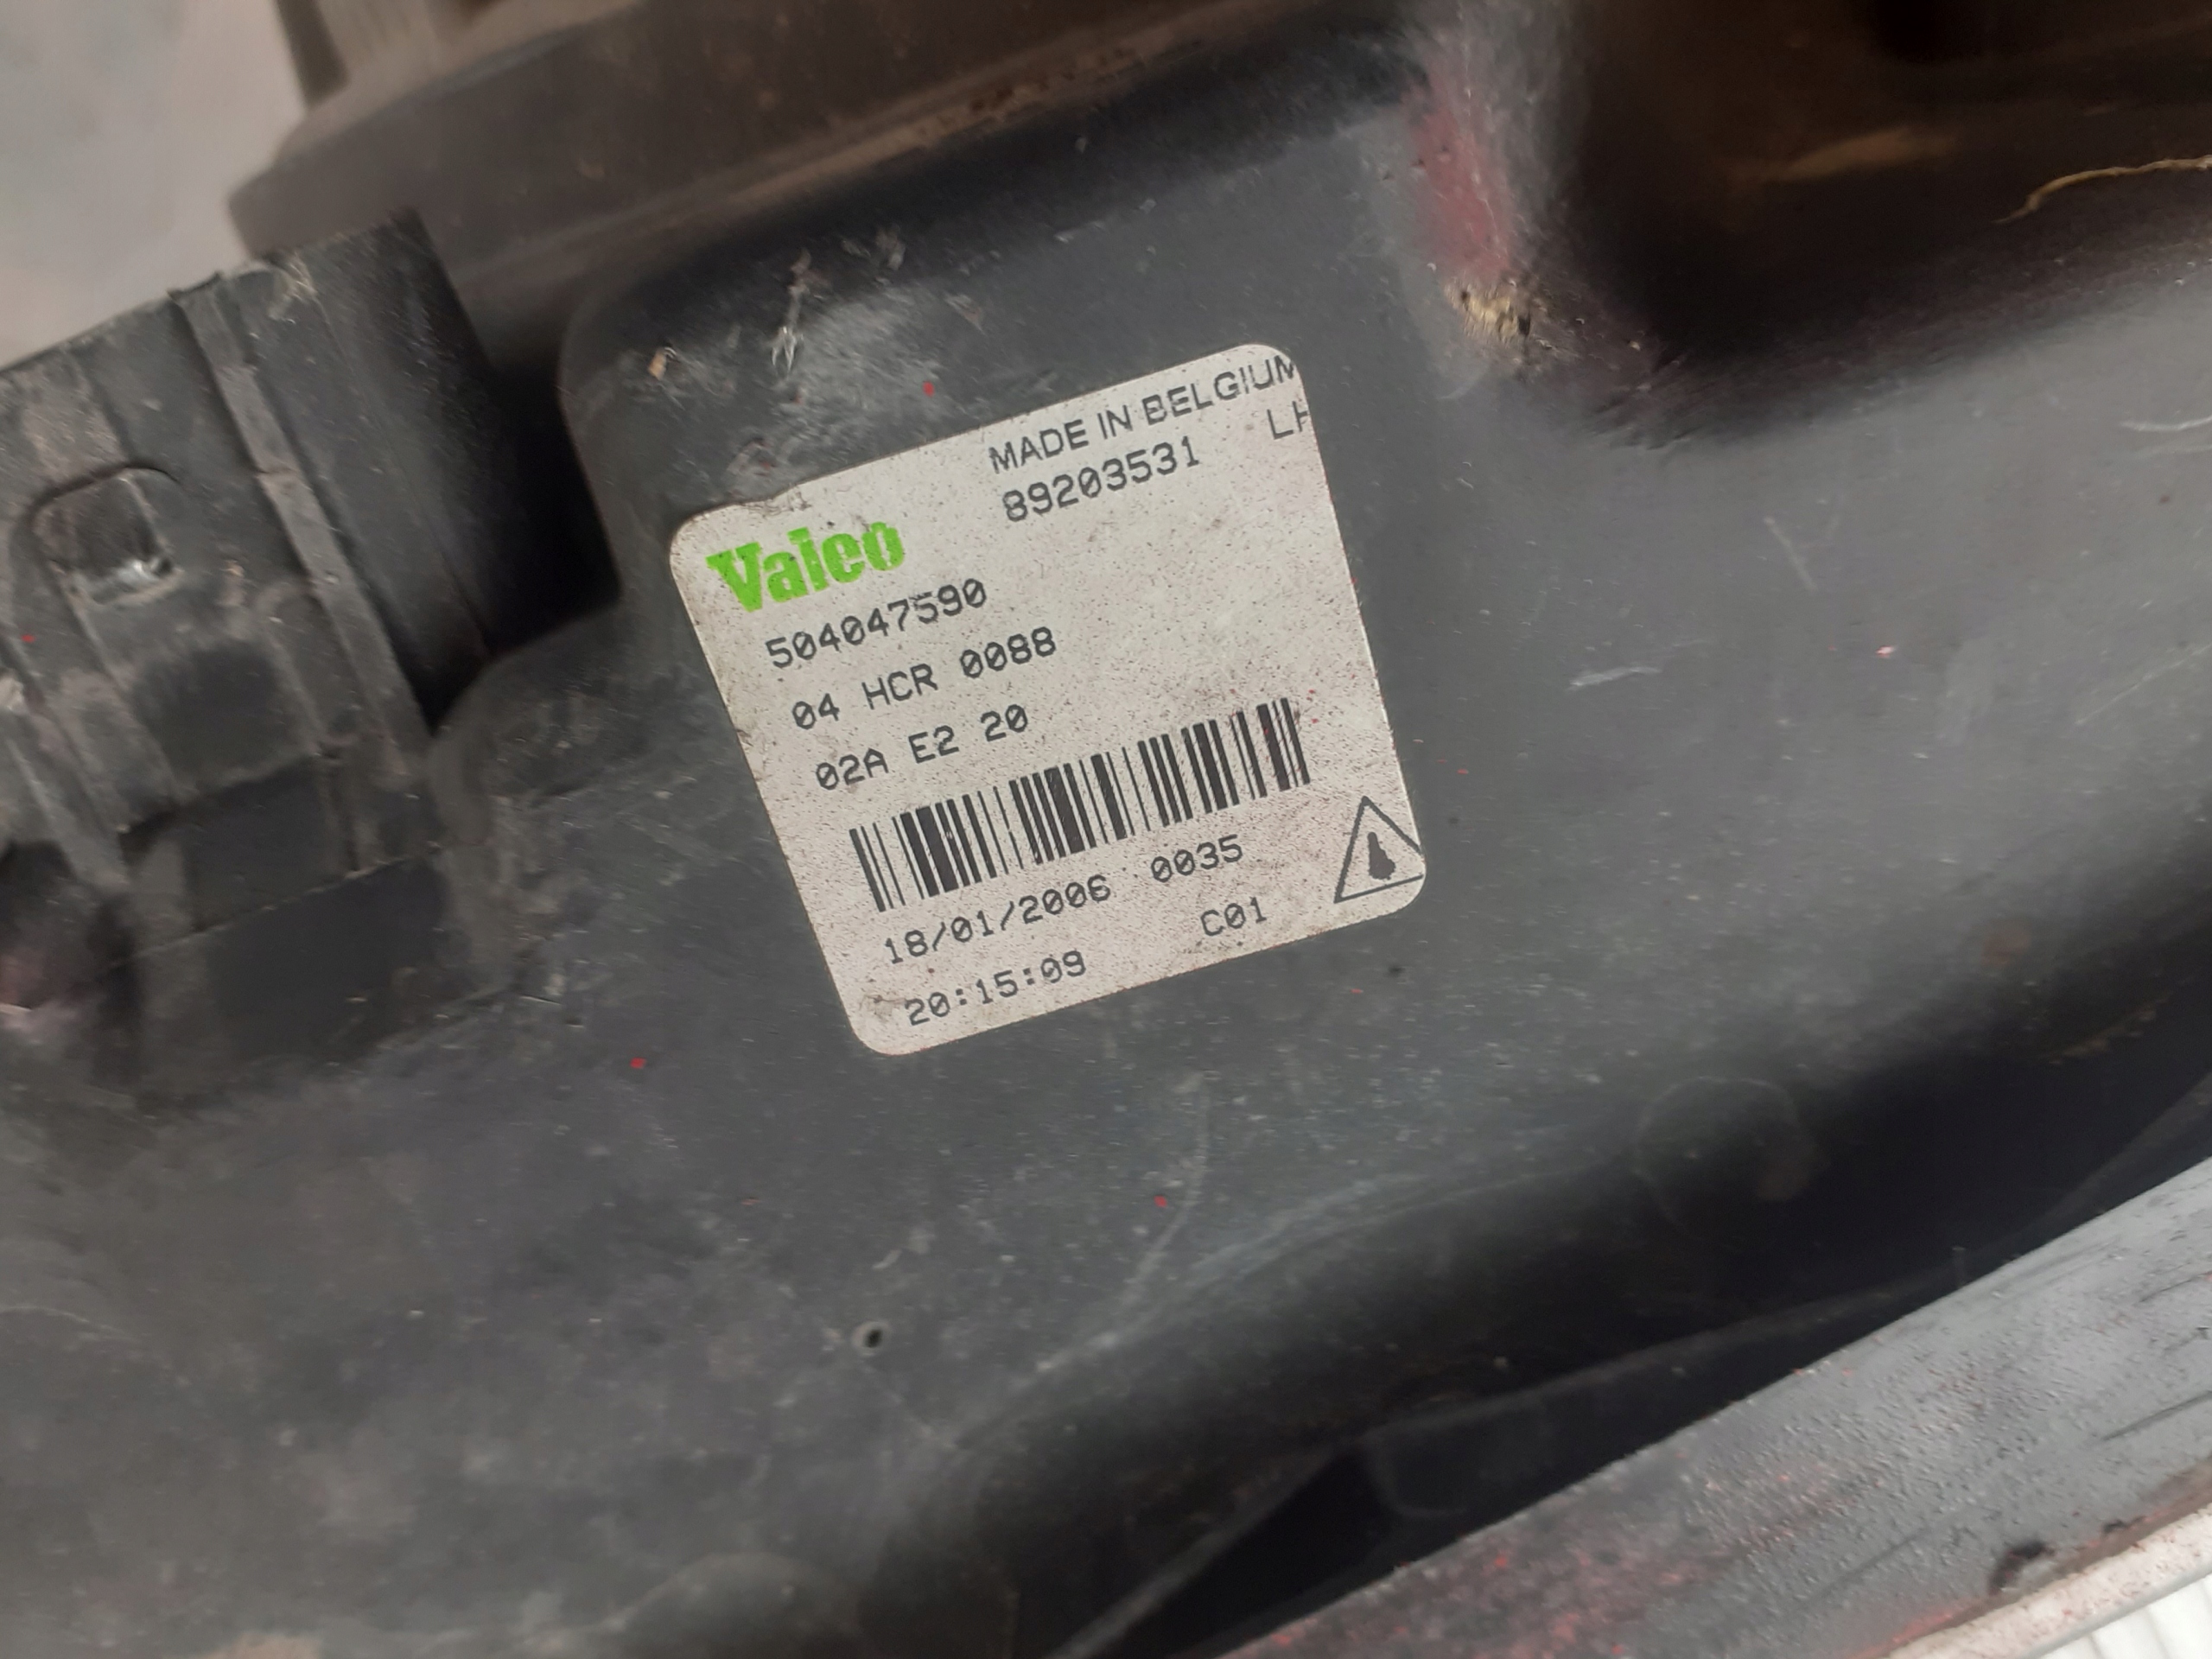 MADE IN BELGIUM
89203531 LH
Valeo
504047590
04 HCR 0088
02A E2 20
18/01/2006 0035
20:15:09 C01